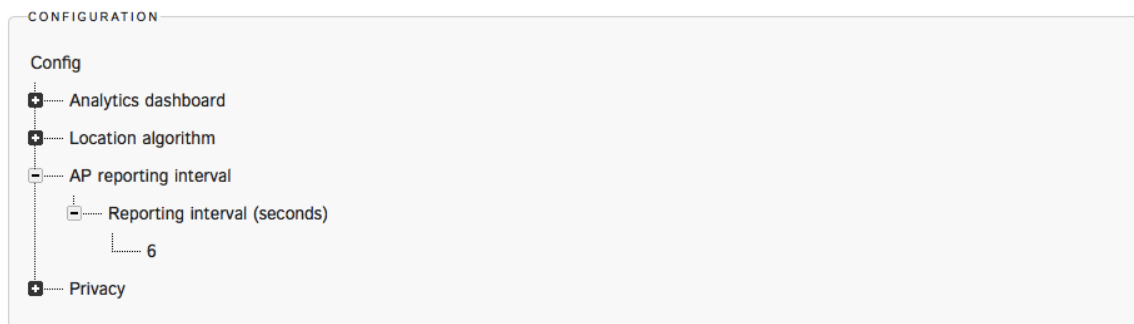 CONFIGURATION
Config
Analytics dashboard
Location algorithm
AP reporting interval
Reporting interval (seconds)
6
Privacy